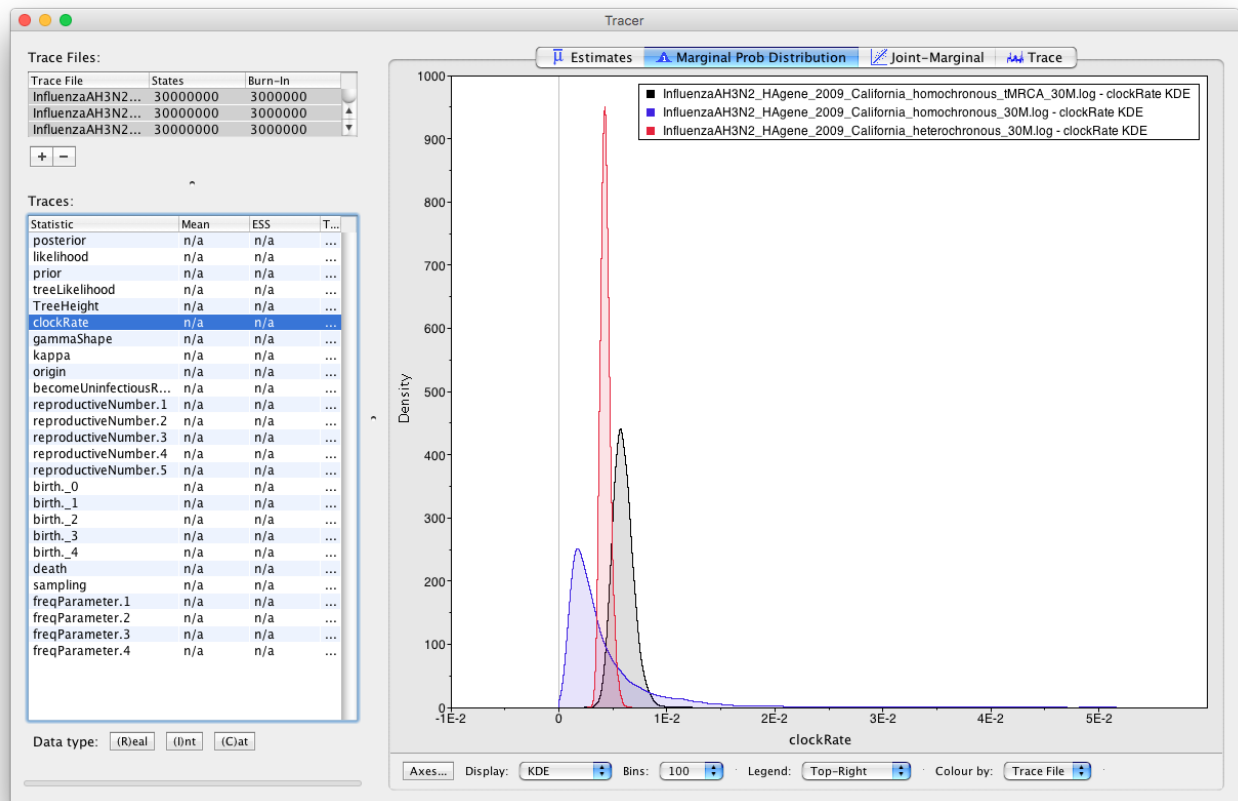 Tracer
Trace Files:
Trace File States Burn-In
InfluenzaAH3N2... 30000000 3000000
InfluenzaAH3N2... 30000000 3000000
InfluenzaAH3N2... 30000000 3000000
+ −
Traces:
Statistic Mean ESS T...
posterior n/a n/a ...
likelihood n/a n/a ...
prior n/a n/a ...
treeLikelihood n/a n/a ...
TreeHeight n/a n/a ...
clockRate n/a n/a ...
gammaShape n/a n/a ...
kappa n/a n/a ...
origin n/a n/a ...
becomeUninfectiousR... n/a n/a ...
reproductiveNumber.1 n/a n/a ...
reproductiveNumber.2 n/a n/a ...
reproductiveNumber.3 n/a n/a ...
reproductiveNumber.4 n/a n/a ...
reproductiveNumber.5 n/a n/a ...
birth._0 n/a n/a ...
birth._1 n/a n/a ...
birth._2 n/a n/a ...
birth._3 n/a n/a ...
birth._4 n/a n/a ...
death n/a n/a ...
sampling n/a n/a ...
freqParameter.1 n/a n/a ...
freqParameter.2 n/a n/a ...
freqParameter.3 n/a n/a ...
freqParameter.4 n/a n/a ...
Data type: (R)eal (I)nt (C)at
μ Estimates Marginal Prob Distribution Joint-Marginal Trace
InfluenzaAH3N2_HAgene_2009_California_homochronous_tMRCA_30M.log - clockRate KDE
InfluenzaAH3N2_HAgene_2009_California_homochronous_30M.log - clockRate KDE
InfluenzaAH3N2_HAgene_2009_California_heterochronous_30M.log - clockRate KDE
1000
900
800
700
600
500
400
300
200
100
0
Density
-1E-2 0 1E-2 2E-2 3E-2 4E-2 5E-2
clockRate
Axes... Display: KDE Bins: 100 Legend: Top-Right Colour by: Trace File